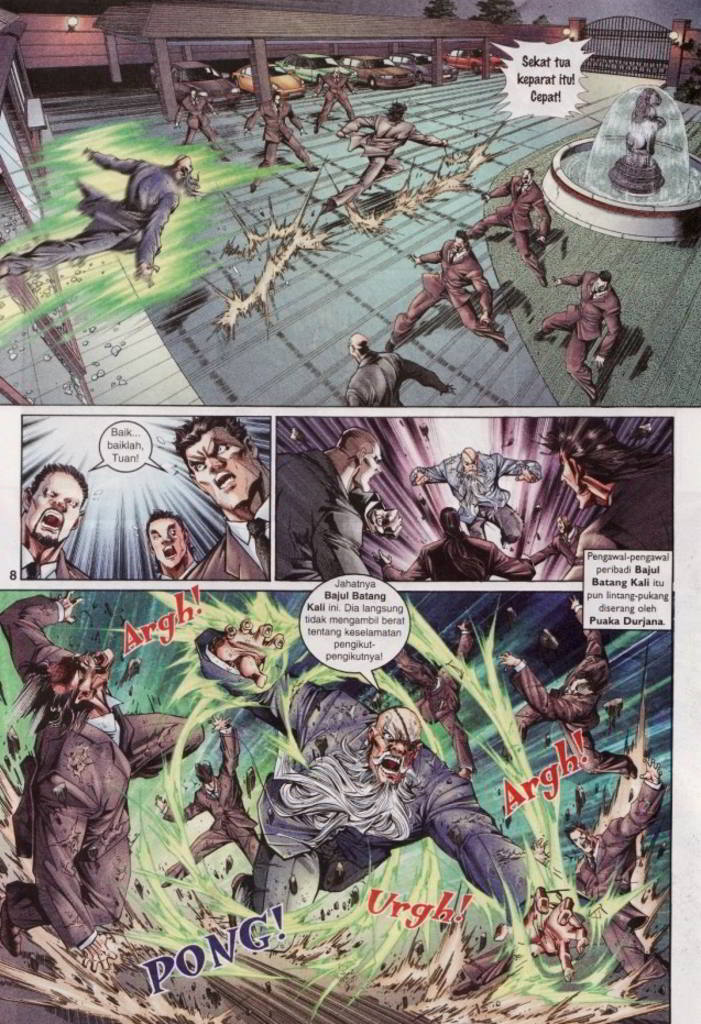 Sekat tua
keparat itu!
Cepat!
Baik...
baiklah,
Tuan!
8
Pengawal-pengawal
peribadi Bajul
Batang Kali itu
pun lintang-pukang
diserang oleh
Puaka Durjana.
Jahatnya
Bajul Batang
Kali ini. Dia langsung
tidak mengambil berat
tentang keselamatan
pengikut-
pengikutnya!
Argh!
Argh!
Urgh!
PONG!